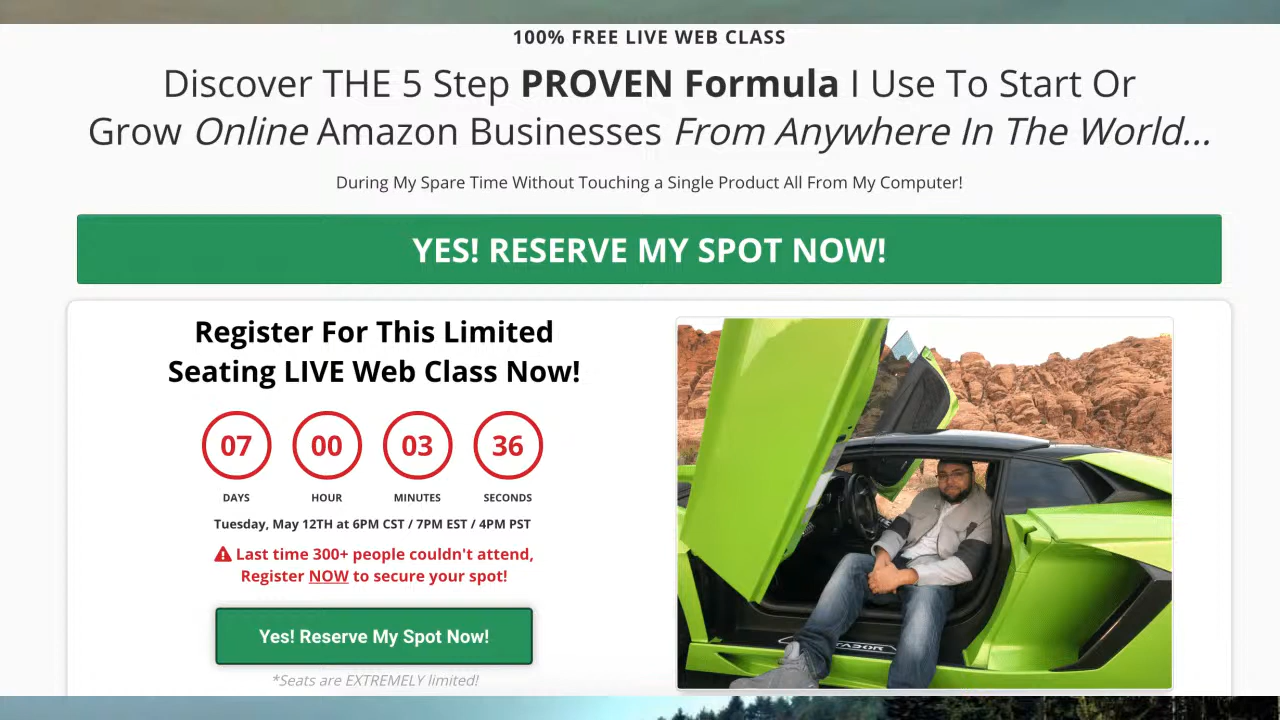 100% FREE LIVE WEB CLASS
Discover THE 5 Step PROVEN Formula I Use To Start Or
Grow Online Amazon Businesses From Anywhere In The World...
During My Spare Time Without Touching a Single Product All From My Computer!
YES! RESERVE MY SPOT NOW!
Register For This Limited
Seating LIVE Web Class Now!
07 00 03 36
DAYS HOUR MINUTES SECONDS
Tuesday, May 12TH at 6PM CST / 7PM EST / 4PM PST
Last time 300+ people couldn't attend,
Register NOW to secure your spot!
Yes! Reserve My Spot Now!
*Seats are EXTREMELY limited!